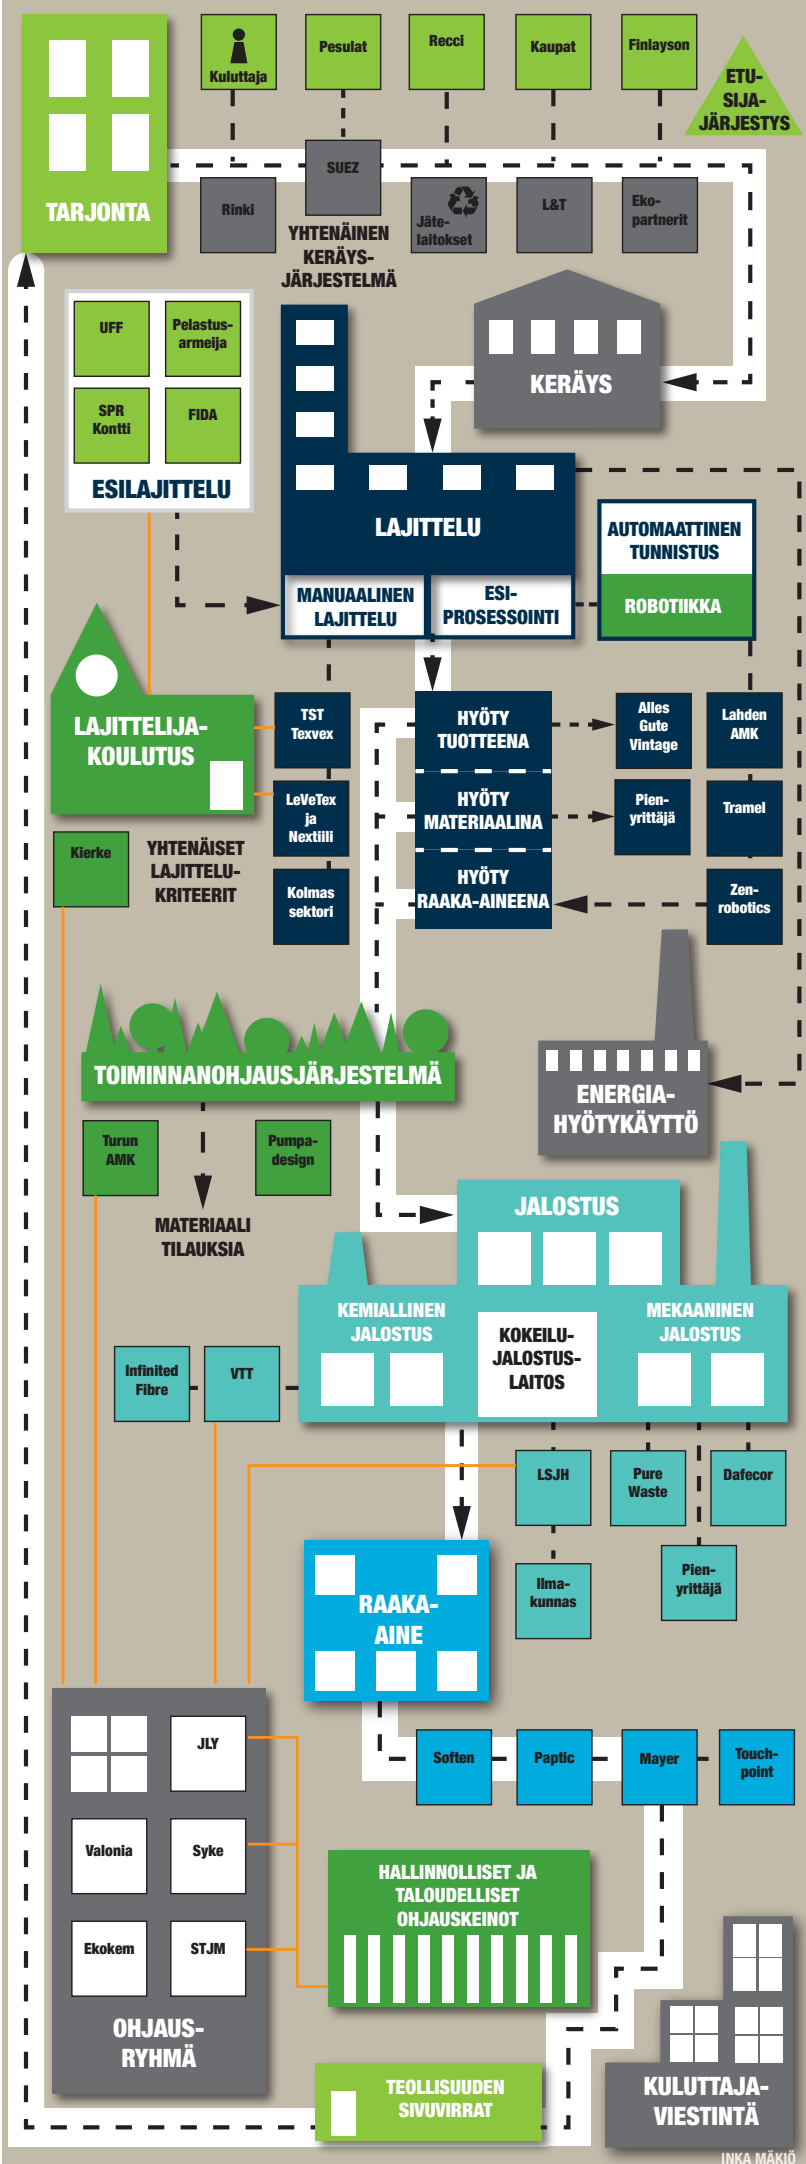 TARJONTA
Kuluttaja
Pesulat
Recci
Kaupat
Finlayson
ETU-
SIJA-
JÄRJESTYS
Rinki
SUEZ
Jäte-
laitokset
L&T
Eko-
partnerit
YHTENÄINEN
KERÄYS-
JÄRJESTELMÄ
UFF
Pelastus-
armeija
SPR
Kontti
FIDA
ESILAJITTELU
KERÄYS
LAJITTELU
MANUAALINEN
LAJITTELU
ESI-
PROSESSOINTI
AUTOMAATTINEN
TUNNISTUS
ROBOTIIKKA
LAJITTELIJA-
KOULUTUS
TST
Texvex
LeVeTex
ja
Nextiili
Kolmas
sektori
HYÖTY
TUOTTEENA
HYÖTY
MATERIAALINA
HYÖTY
RAAKA-AINEENA
Alles
Gute
Vintage
Pien-
yrittäjä
Lahden
AMK
Tramel
Zen-
robotics
Kierke
YHTENÄISET
LAJITTELU-
KRITEERIT
TOIMINNANOHJAUSJÄRJESTELMÄ
ENERGIA-
HYÖTYKÄYTTÖ
Turun
AMK
Pumpa-
design
MATERIAALI
TILAUKSIA
JALOSTUS
KEMIALLINEN
JALOSTUS
KOKEILU-
JALOSTUS-
LAITOS
MEKAANINEN
JALOSTUS
Infinited
Fibre
VTT
LSJH
Pure
Waste
Dafecor
Ilma-
kunnas
Pien-
yrittäjä
RAAKA-
AINE
Soften
Paptic
Mayer
Touch-
point
JLY
Valonia
Syke
Ekokem
STJM
OHJAUS-
RYHMÄ
HALLINNOLLISET JA
TALOUDELLISET
OHJAUSKEINOT
TEOLLISUUDEN
SIVUVIRRAT
KULUTTAJA-
VIESTINTÄ
INKA MÄKIÖ